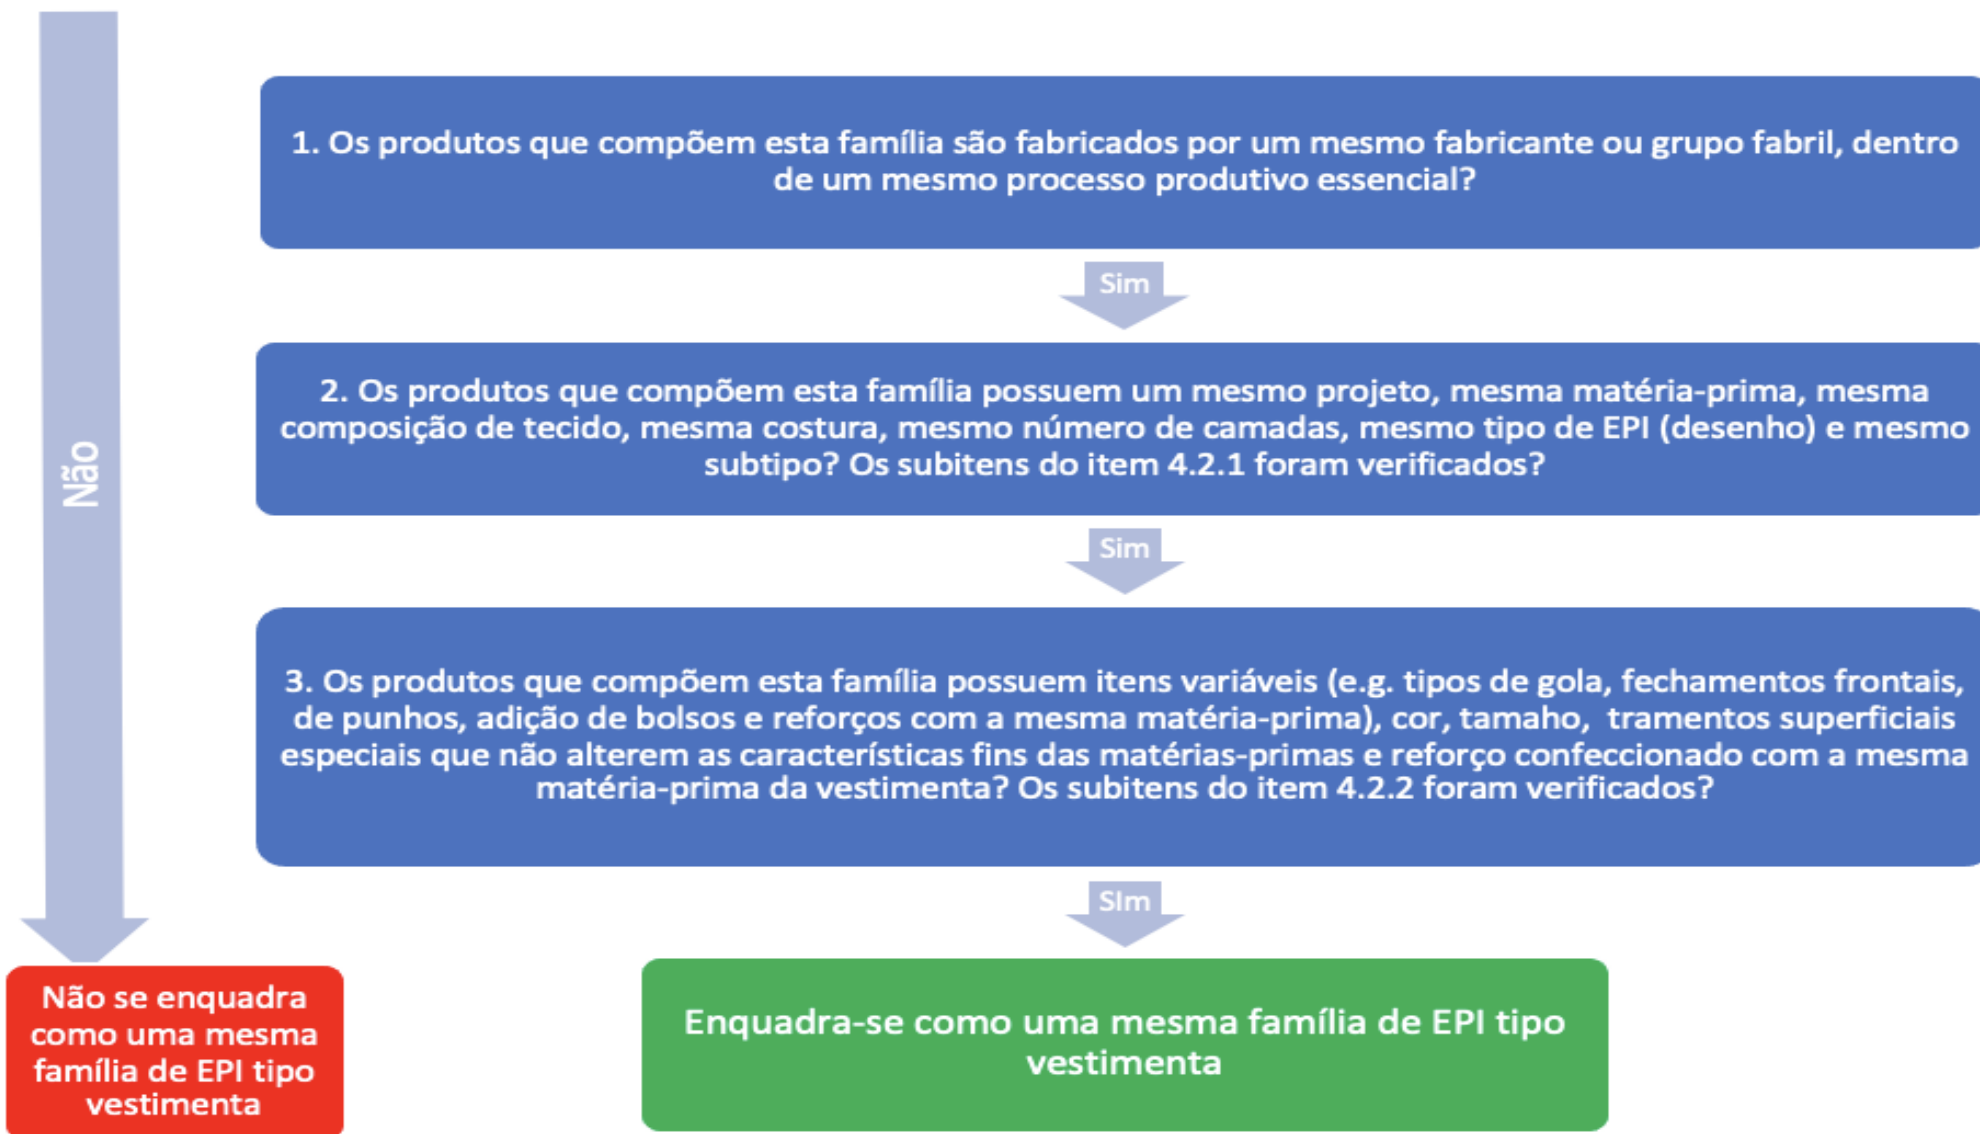 1. Os produtos que compõem esta família são fabricados por um mesmo fabricante ou grupo fabril, dentro
de um mesmo processo produtivo essencial?
Sim
2. Os produtos que compõem esta família possuem um mesmo projeto, mesma matéria-prima, mesma
composição de tecido, mesma costura, mesmo número de camadas, mesmo tipo de EPI (desenho) e mesmo
subtipo? Os subitens do item 4.2.1 foram verificados?
Não
Sim
3. Os produtos que compõem esta família possuem itens variáveis (e.g. tipos de gola, fechamentos frontais,
de punhos, adição de bolsos e reforços com a mesma matéria-prima), cor, tamaho, tramentos superficiais
especiais que não alterem as características fins das matérias-primas e reforço confeccionado com a mesma
matéria-prima da vestimenta? Os subitens do item 4.2.2 foram verificados?
SIm
Não se enquadra
como uma mesma
família de EPI tipo
vestimenta
Enquadra-se como uma mesma família de EPI tipo
vestimenta